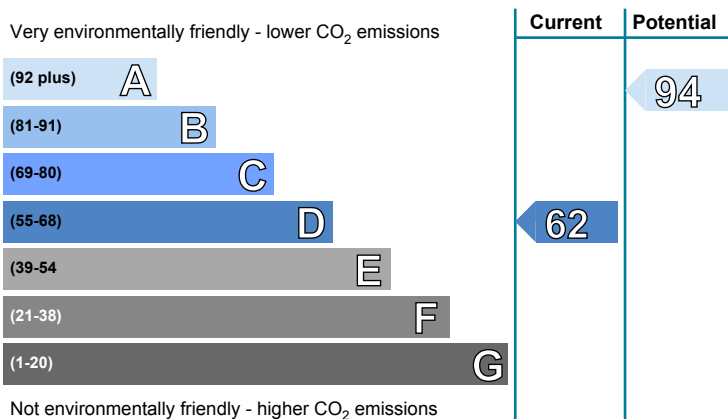 Current Potential
Very environmentally friendly - lower CO2 emissions
(92 plus) A
94
(81-91) B
(69-80) C
(55-68) D
62
(39-54 E
(21-38) F
(1-20) G
Not environmentally friendly - higher CO2 emissions